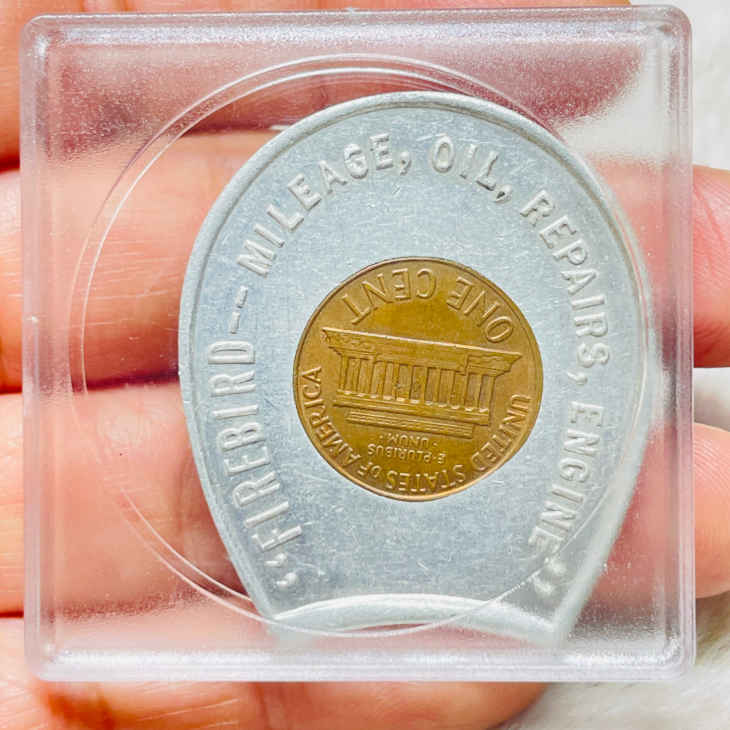 “FIREBIRD -- MILEAGE, OIL, REPAIRS, ENGINE”
UNITED STATES OF AMERICA
E·PLURIBUS
UNUM·
ONE CENT